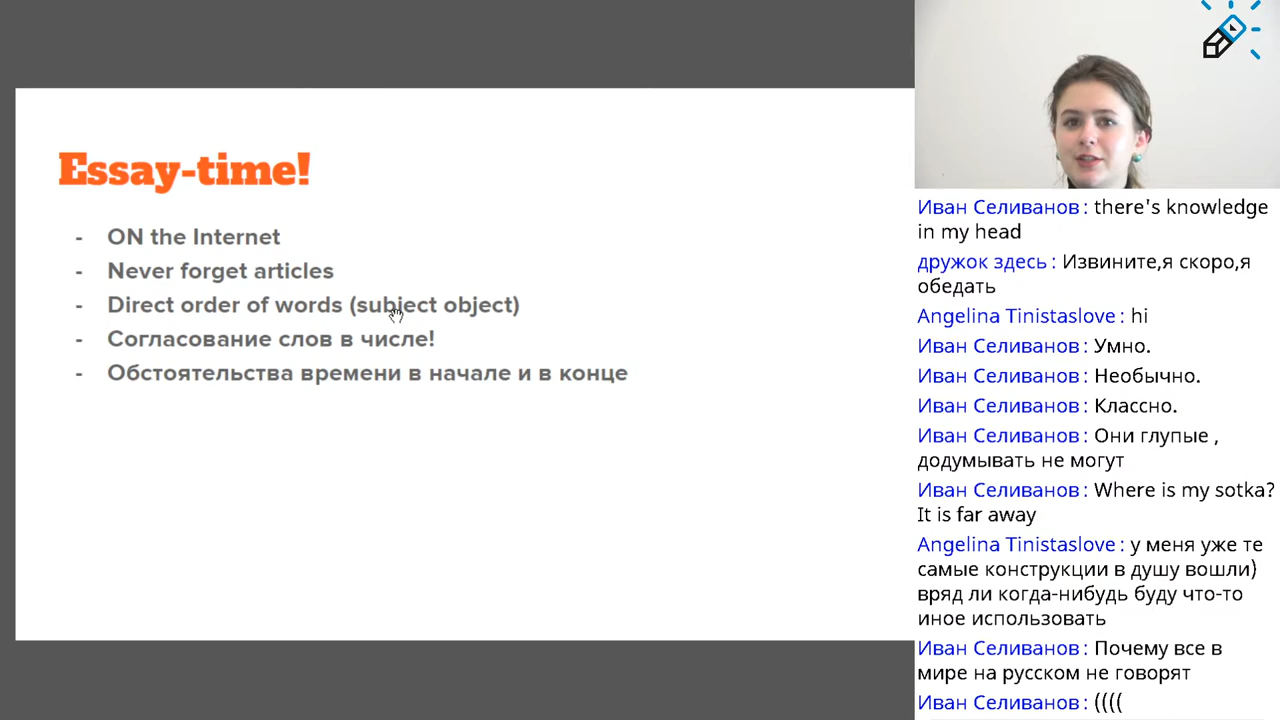 Essay-time!
- ON the Internet
- Never forget articles
- Direct order of words (subject object)
- Согласование слов в числе!
- Обстоятельства времени в начале и в конце
Иван Селиванов: there's knowledge
in my head
дружок здесь: Извините,я скоро,я
обедать
Angelina Tinistaslove: hi
Иван Селиванов: Умно.
Иван Селиванов: Необычно.
Иван Селиванов: Классно.
Иван Селиванов: Они глупые ,
додумывать не могут
Иван Селиванов: Where is my sotka?
It is far away
Angelina Tinistaslove: у меня уже те
самые конструкции в душу вошли)
вряд ли когда-нибудь буду что-то
иное использовать
Иван Селиванов: Почему все в
мире на русском не говорят
Иван Селиванов: ((((